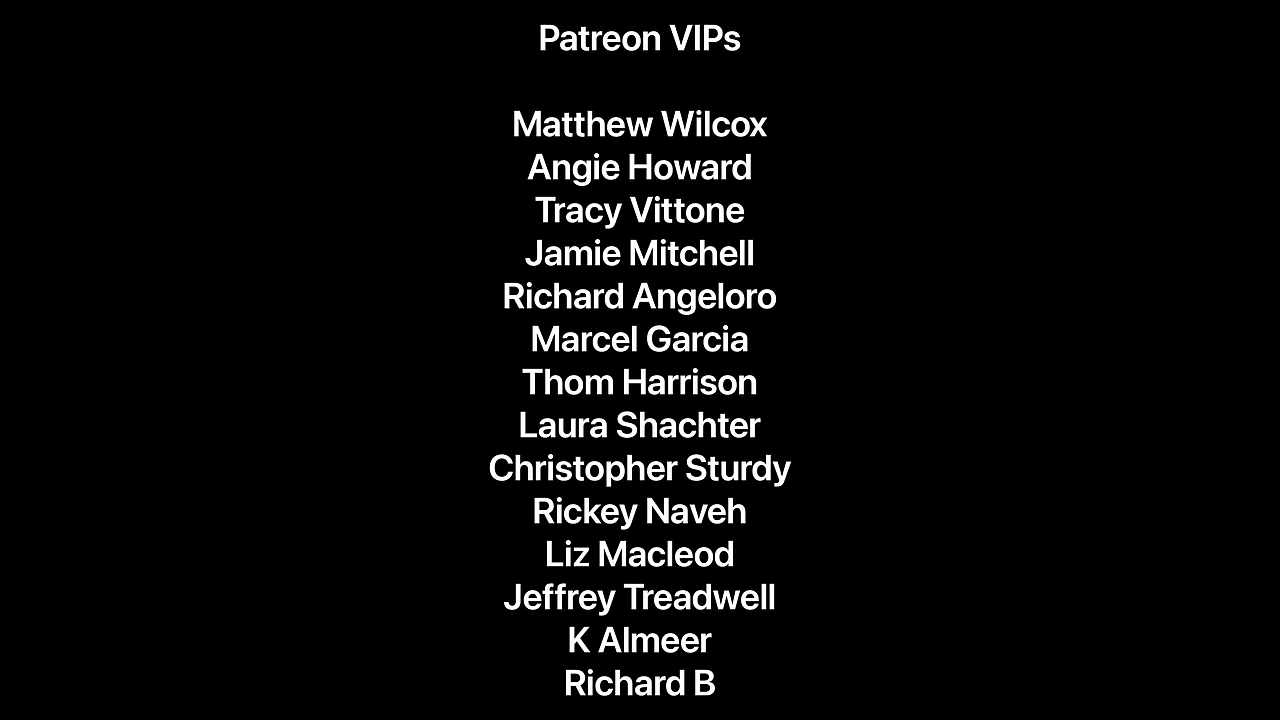 Patreon VIPs
Matthew Wilcox
Angie Howard
Tracy Vittone
Jamie Mitchell
Richard Angeloro
Marcel Garcia
Thom Harrison
Laura Shachter
Christopher Sturdy
Rickey Naveh
Liz Macleod
Jeffrey Treadwell
K Almeer
Richard B